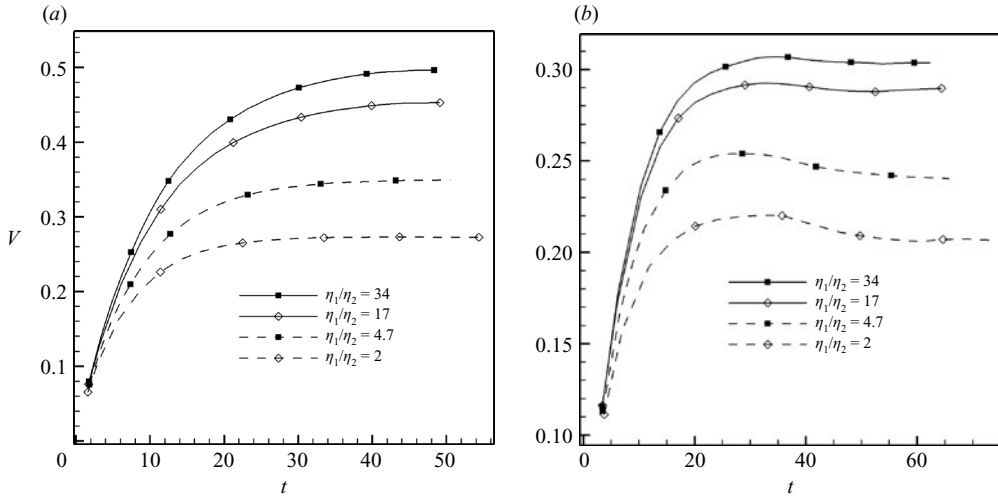 (a)
0.5
0.4
0.3
0.2
0.1
0
10
20
30
40
50
V
t
η₁/η₂ = 34
η₁/η₂ = 17
η₁/η₂ = 4.7
η₁/η₂ = 2
(b)
0.30
0.25
0.20
0.15
0.10
0
20
40
60
t
η₁/η₂ = 34
η₁/η₂ = 17
η₁/η₂ = 4.7
η₁/η₂ = 2